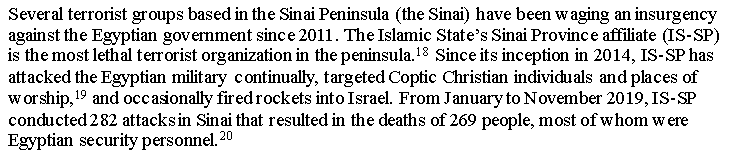 Several terrorist groups based in the Sinai Peninsula (the Sinai) have been waging an insurgency
against the Egyptian government since 2011. The Islamic State’s Sinai Province affiliate (IS-SP)
is the most lethal terrorist organization in the peninsula.18 Since its inception in 2014, IS-SP has
attacked the Egyptian military continually, targeted Coptic Christian individuals and places of
worship,19 and occasionally fired rockets into Israel. From January to November 2019, IS-SP
conducted 282 attacks in Sinai that resulted in the deaths of 269 people, most of whom were
Egyptian security personnel.20